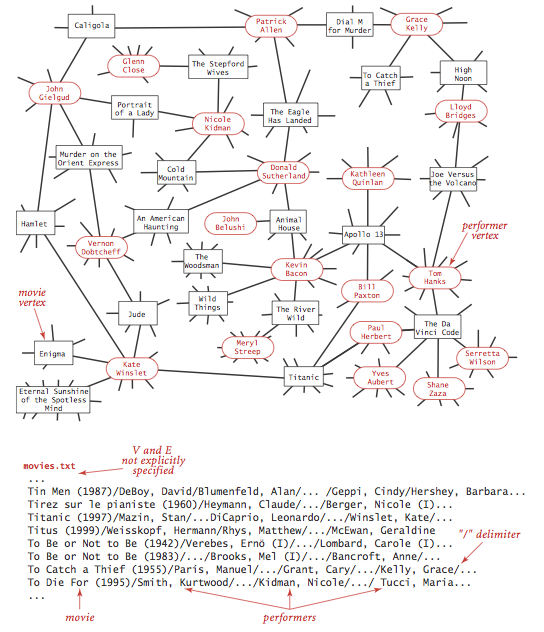 Caligola
Patrick
Allen
Dial M
for Murder
Grace
Kelly
Glenn
Close
The Stepford
Wives
To Catch
a Thief
High
Noon
John
Gielgud
Portrait
of a Lady
Nicole
Kidman
The Eagle
Has Landed
Lloyd
Bridges
Murder on the
Orient Express
Cold
Mountain
Donald
Sutherland
Kathleen
Quinlan
Joe Versus
the Volcano
Hamlet
An American
Haunting
John
Belushi
Animal
House
Apollo 13
performer
vertex
Vernon
Dobtcheff
The
Woodsman
Kevin
Bacon
Tom
Hanks
movie
vertex
Bill
Paxton
Jude
Wild
Things
The River
Wild
Paul
Herbert
The Da
Vinci Code
Enigma
Meryl
Streep
Serretta
Wilson
Kate
Winslet
Titanic
Yves
Aubert
Shane
Zaza
Eternal Sunshine
of the Spotless
Mind
V and E
not explicitly
specified
movies.txt
...
Tin Men (1987)/DeBoy, David/Blumenfeld, Alan/... /Geppi, Cindy/Hershey, Barbara...
Tirez sur le pianiste (1960)/Heymann, Claude/.../Berger, Nicole (I)...
Titanic (1997)/Mazin, Stan/...DiCaprio, Leonardo/.../Winslet, Kate/...
Titus (1999)/Weisskopf, Hermann/Rhys, Matthew/.../McEwan, Geraldine
To Be or Not to Be (1942)/Verebes, Ernö (I)/.../Lombard, Carole (I)...
To Be or Not to Be (1983)/.../Brooks, Mel (I)/.../Bancroft, Anne/...
To Catch a Thief (1955)/París, Manuel/.../Grant, Cary/.../Kelly, Grace/...
To Die For (1995)/Smith, Kurtwood/.../Kidman, Nicole/.../ Tucci, Maria...
...
"/" delimiter
movie
performers